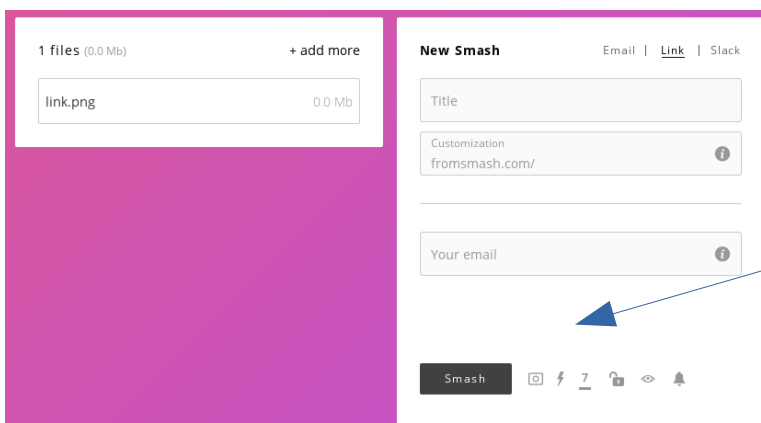 1 files (0.0 Mb) + add more
link.png 0.0 Mb
New Smash Email | Link | Slack
Title
Customization
fromsmash.com/
Your email
Smash 7